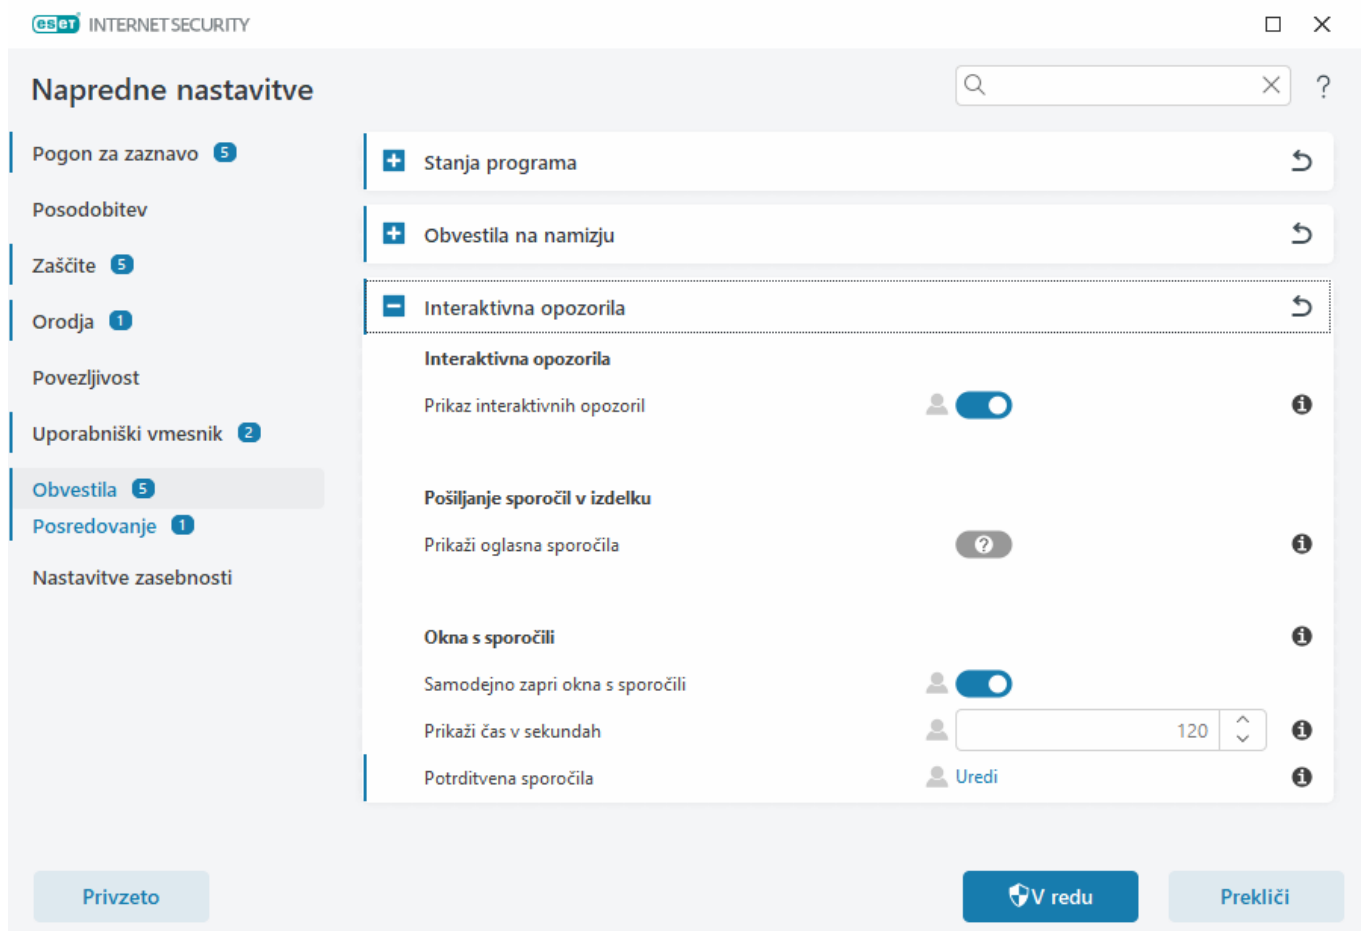 eset INTERNET SECURITY
Napredne nastavitve
?
Pogon za zaznavo 5
Posodobitev
Zaščite 5
Orodja 1
Povezljivost
Uporabniški vmesnik 2
Obvestila 5
Posredovanje 1
Nastavitve zasebnosti
Stanja programa
Obvestila na namizju
Interaktivna opozorila
Interaktivna opozorila
Prikaz interaktivnih opozoril
Pošiljanje sporočil v izdelku
Prikaži oglasna sporočila ?
Okna s sporočili
Samodejno zapri okna s sporočili
Prikaži čas v sekundah 120
Potrditvena sporočila Uredi
Privzeto
V redu
Prekliči